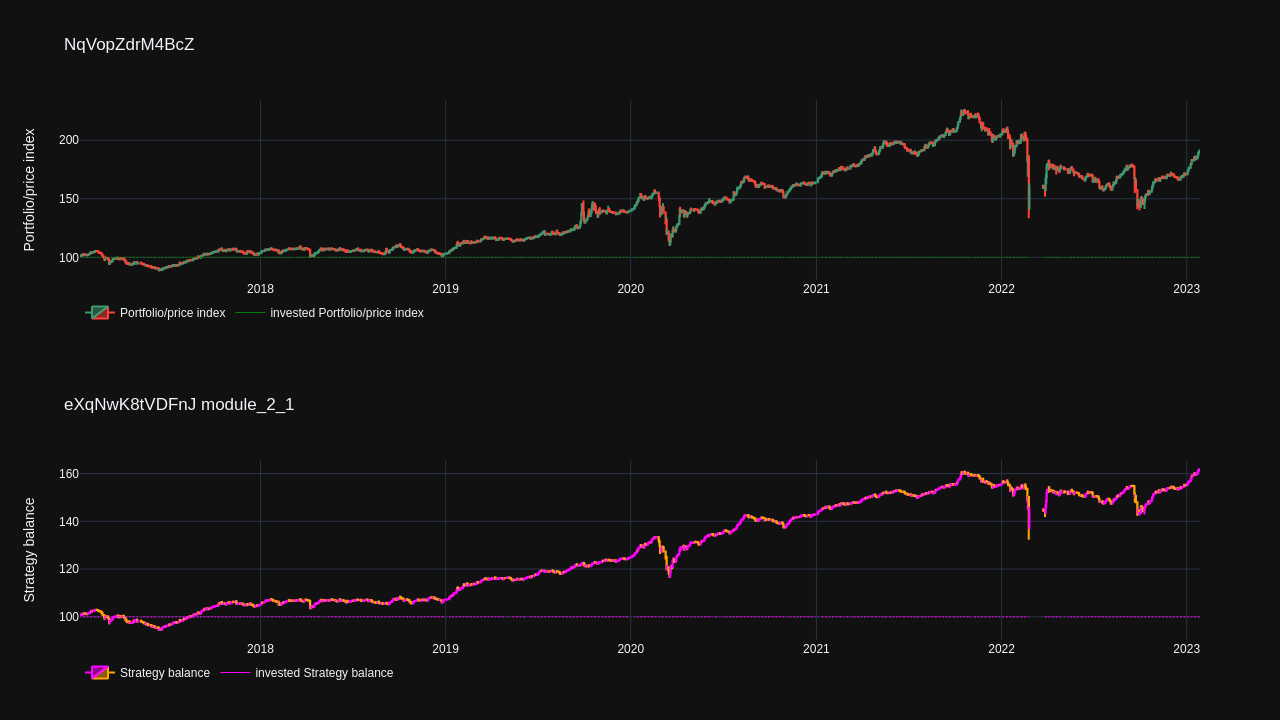 NqVopZdrM4BcZ
Portfolio/price index
200
150
100
2018 2019 2020 2021 2022 2023
Portfolio/price index invested Portfolio/price index
eXqNwK8tVDFnJ module_2_1
Strategy balance
160
140
120
100
2018 2019 2020 2021 2022 2023
Strategy balance invested Strategy balance